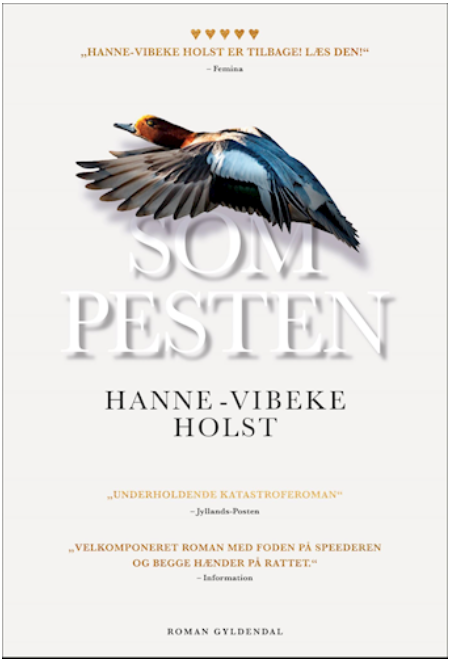 „HANNE-VIBEKE HOLST ER TILBAGE! LÆS DEN!“
– Femina
SOM
PESTEN
HANNE-VIBEKE
HOLST
„UNDERHOLDENDE KATASTROFEROMAN“
– Jyllands-Posten
„VELKOMPONERET ROMAN MED FODEN PÅ SPEEDEREN
OG BEGGE HÆNDER PÅ RATTET.“
– Information
ROMAN GYLDENDAL